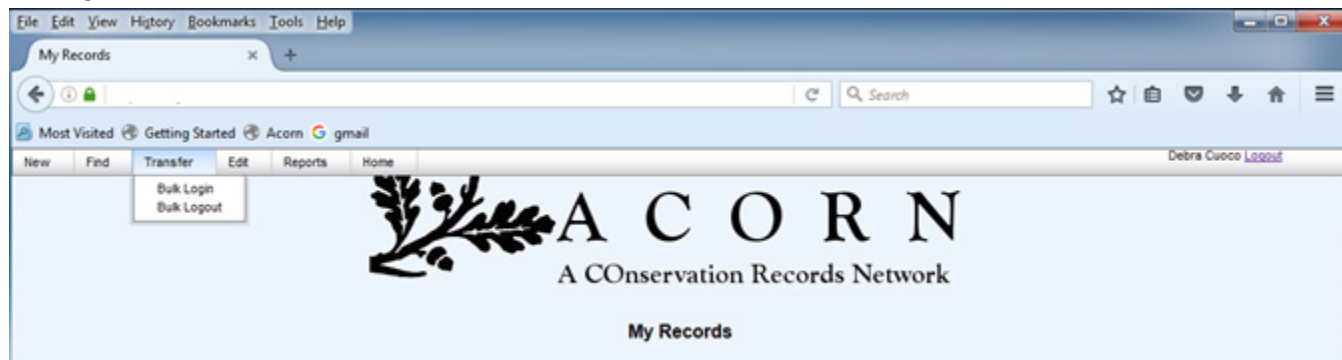 File Edit View History Bookmarks Tools Help
My Records × +
Search
Most Visited Getting Started Acorn gmail
New Find Transfer Edit Reports Home Debra Cuoco Logout
Bulk Login
Bulk Logout
A C O R N
A COnservation Records Network
My Records